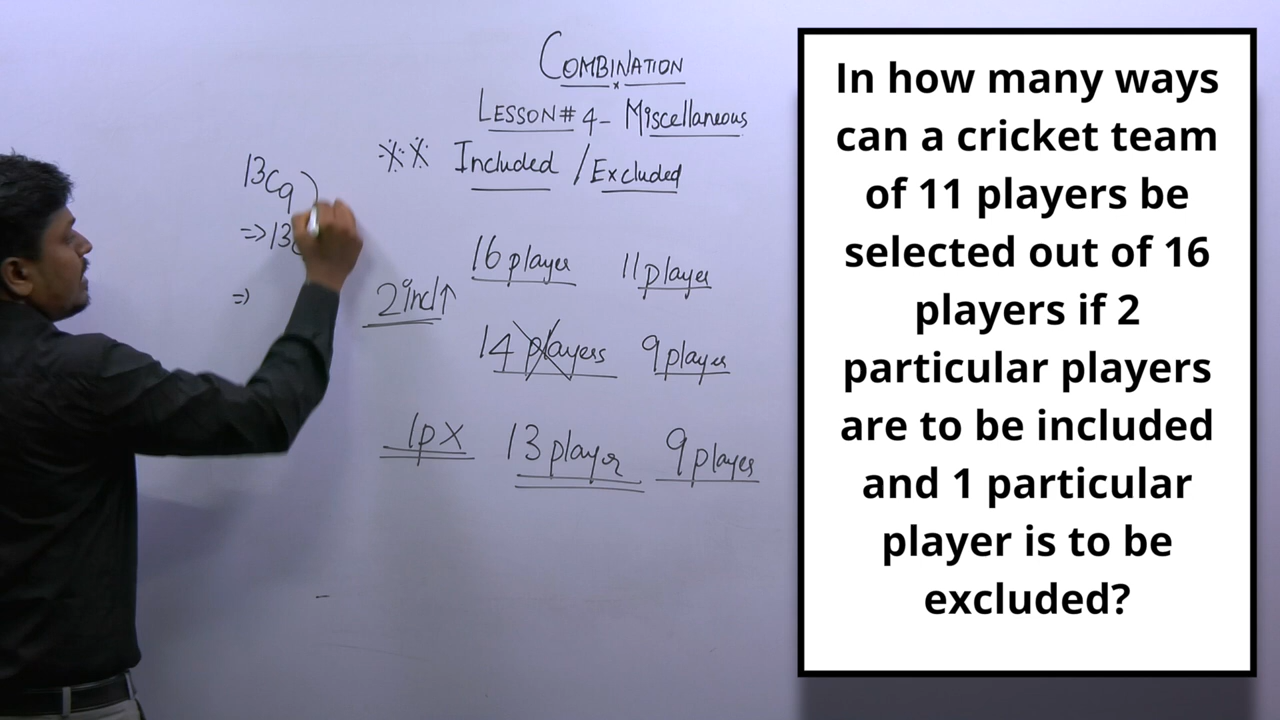 COMBINATION
LESSON# 4- Miscellaneous
Included / Excluded
13C9
=> 13C
=>
16 player 11 player
2 incl↑
14 players 9 player
1p X 13 player 9 player
In how many ways
can a cricket team
of 11 players be
selected out of 16
players if 2
particular players
are to be included
and 1 particular
player is to be
excluded?